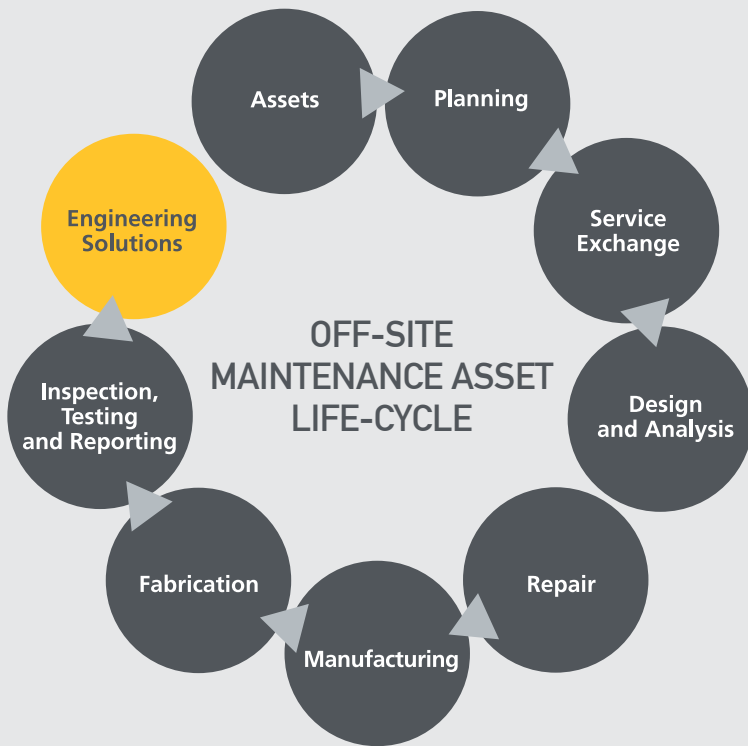 Assets
Planning
Service
Exchange
Design
and Analysis
Repair
Manufacturing
Fabrication
Inspection,
Testing
and Reporting
Engineering
Solutions
OFF-SITE
MAINTENANCE ASSET
LIFE-CYCLE